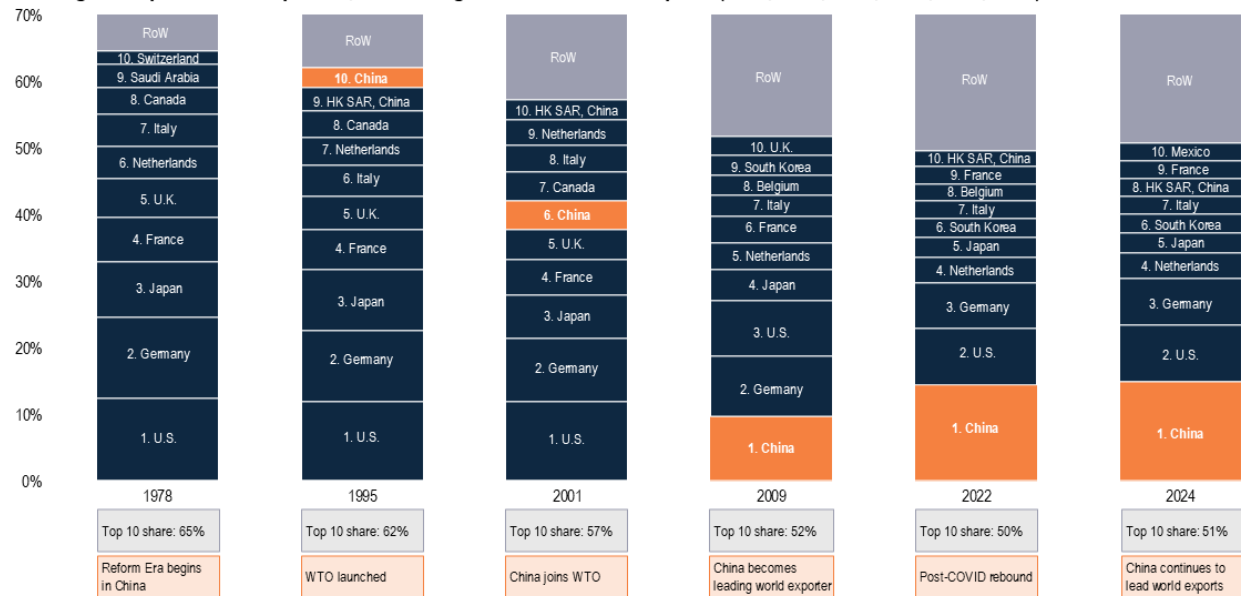 70%
60%
50%
40%
30%
20%
10%
0%
RoW
10. Switzerland
9. Saudi Arabia
8. Canada
7. Italy
6. Netherlands
5. U.K.
4. France
3. Japan
2. Germany
1. U.S.
1978
Top 10 share: 65%
Reform Era begins
in China
RoW
10. China
9. HK SAR, China
8. Canada
7. Netherlands
6. Italy
5. U.K.
4. France
3. Japan
2. Germany
1. U.S.
1995
Top 10 share: 62%
WTO launched
RoW
10. HK SAR, China
9. Netherlands
8. Italy
7. Canada
6. China
5. U.K.
4. France
3. Japan
2. Germany
1. U.S.
2001
Top 10 share: 57%
China joins WTO
RoW
10. U.K.
9. South Korea
8. Belgium
7. Italy
6. France
5. Netherlands
4. Japan
3. U.S.
2. Germany
1. China
2009
Top 10 share: 52%
China becomes
leading world exporter
RoW
10. HK SAR, China
9. France
8. Belgium
7. Italy
6. South Korea
5. Japan
4. Netherlands
3. Germany
2. U.S.
1. China
2022
Top 10 share: 50%
Post-COVID rebound
RoW
10. Mexico
9. France
8. HK SAR, China
7. Italy
6. South Korea
5. Japan
4. Netherlands
3. Germany
2. U.S.
1. China
2024
Top 10 share: 51%
China continues to
lead world exports